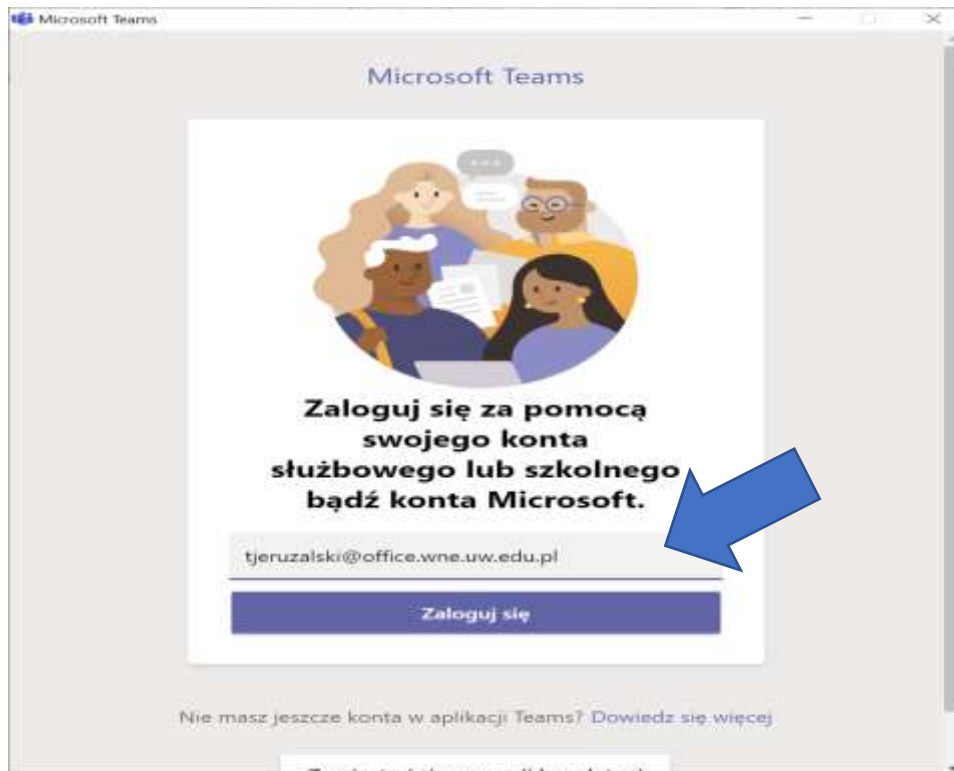 Microsoft Teams
Microsoft Teams
Zaloguj się za pomocą
swojego konta
służbowego lub szkolnego
bądź konta Microsoft.
tjeruzalski@office.wne.uw.edu.pl
Zaloguj się
Nie masz jeszcze konta w aplikacji Teams? Dowiedz się więcej